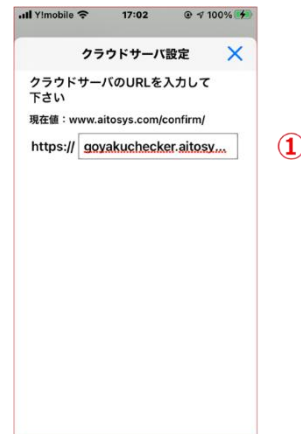 Y!mobile 17:02 100%
クラウドサーバ設定
クラウドサーバのURLを入力して
下さい
現在値：www.aitosys.com/confirm/
https:// goyakuchecker.aitosy...
①